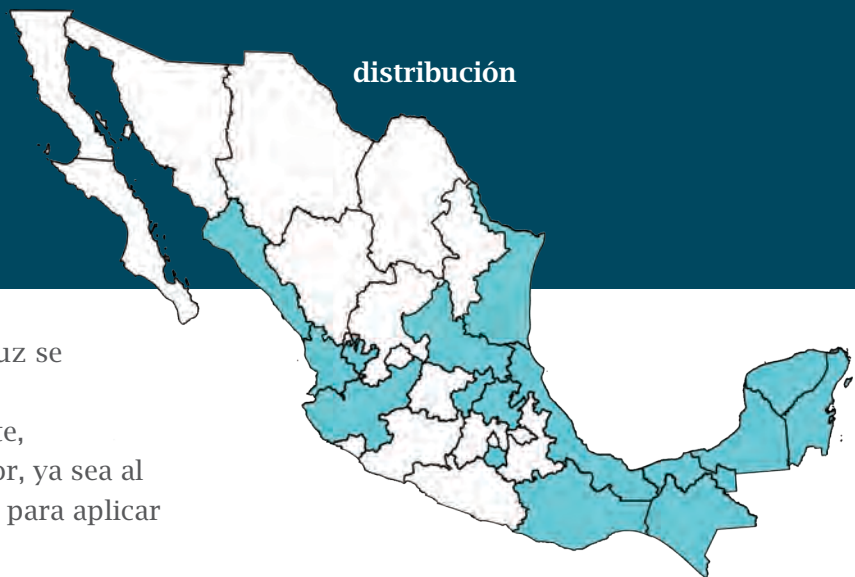 distribución
uz se
te,
or, ya sea al
para aplicar